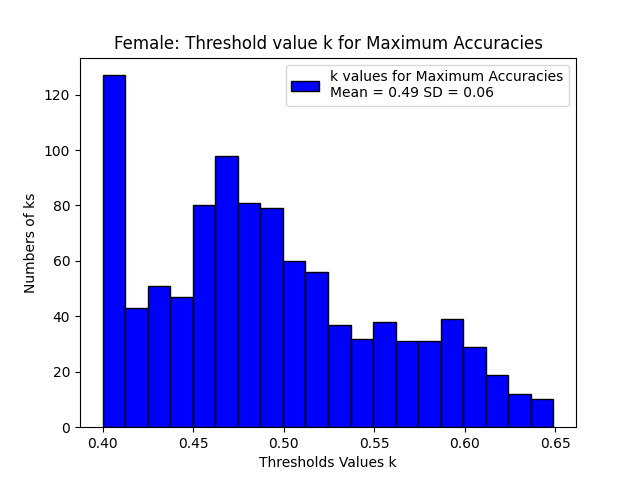 Female: Threshold value k for Maximum Accuracies
k values for Maximum Accuracies
Mean = 0.49 SD = 0.06
Numbers of ks
120
100
80
60
40
20
0
0.40 0.45 0.50 0.55 0.60 0.65
Thresholds Values k